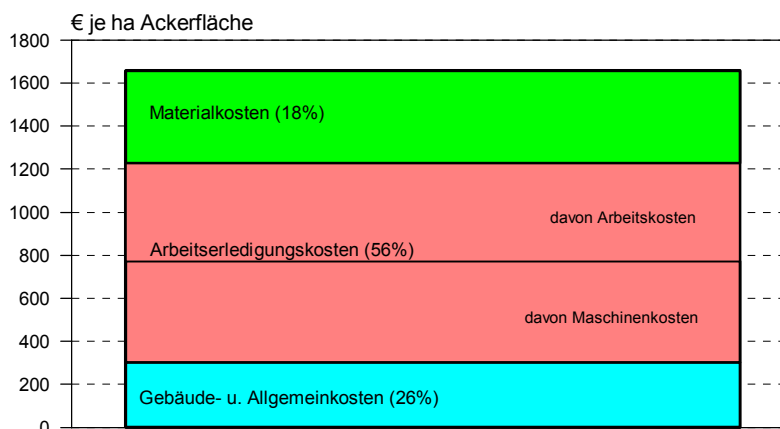 € je ha Ackerfläche
1800
1600
Materialkosten (18%)
1400
1200
1000
davon Arbeitskosten
800
Arbeitserledigungskosten (56%)
600
davon Maschinenkosten
400
200
Gebäude- u. Allgemeinkosten (26%)
0